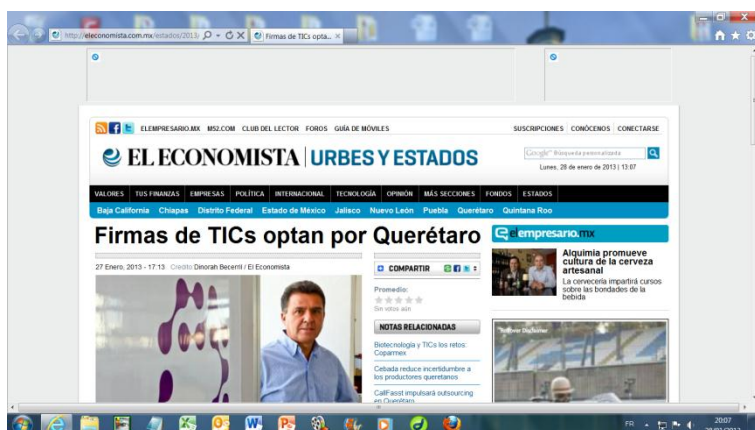 http://eleconomista.com.mx/estados/2013/
Firmas de TICs opta...
ELEMPRESARIO.MX M52.COM CLUB DEL LECTOR FOROS GUÍA DE MÓVILES
SUSCRIPCIONES CONÓCENOS CONECTARSE
EL ECONOMISTA URBES Y ESTADOS
Google™ Búsqueda personalizada
Lunes, 28 de enero de 2013 | 13:07
VALORES TUS FINANZAS EMPRESAS POLÍTICA INTERNACIONAL TECNOLOGÍA OPINIÓN MÁS SECCIONES FONDOS ESTADOS
Baja California Chiapas Distrito Federal Estado de México Jalisco Nuevo León Puebla Querétaro Quintana Roo
Firmas de TICs optan por Querétaro
27 Enero, 2013 - 17:13 Crédito: Dinorah Becerril / El Economista
COMPARTIR
Promedio:
Sin votos aún
NOTAS RELACIONADAS
Biotecnología y TICs los retos:
Coparmex
Cebada reduce incertidumbre a
los productores queretanos
CallFasst impulsará outsourcing
en Querétaro
elempresario.mx
Alquimia promueve
cultura de la cerveza
artesanal
La cervecería impartirá cursos
sobre las bondades de la
bebida
FR
20:07